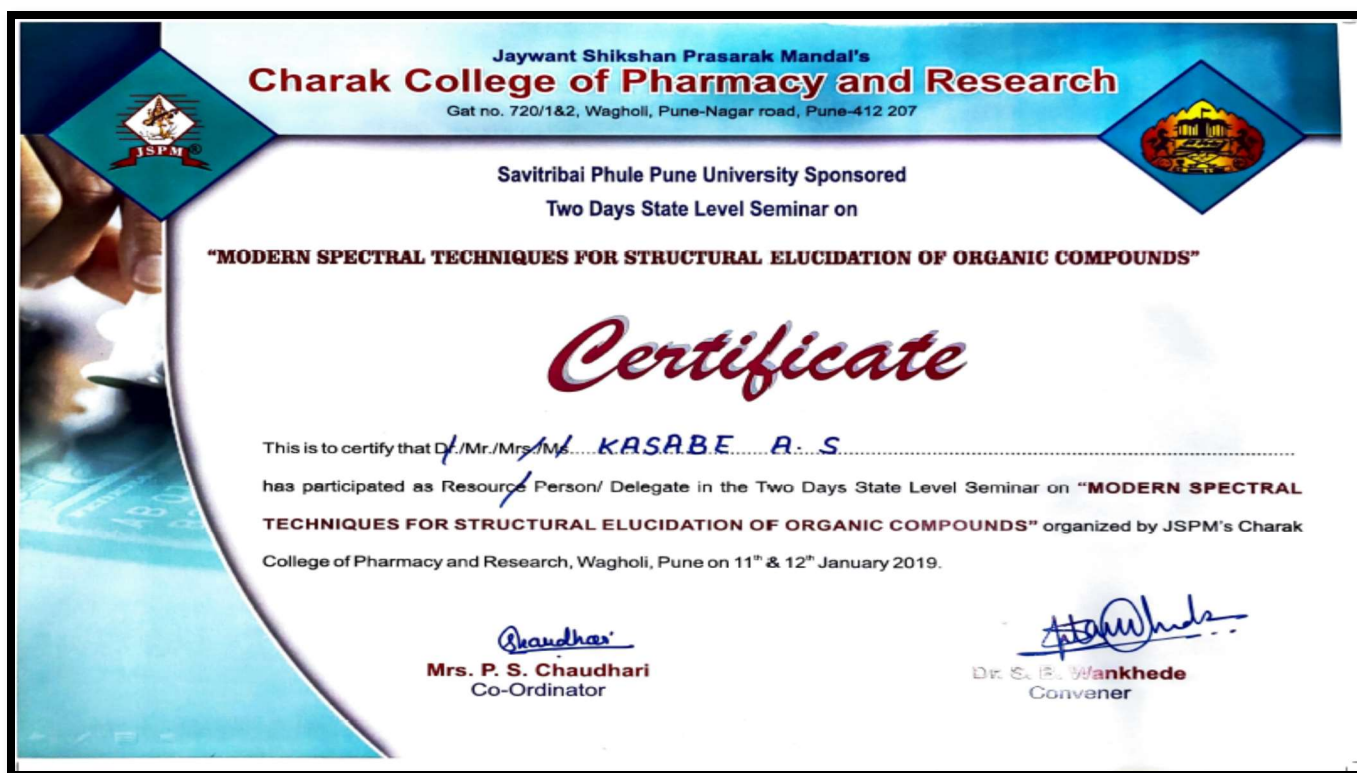 Jaywant Shikshan Prasarak Mandal's
Charak College of Pharmacy and Research
Gat no. 720/1&2, Wagholi, Pune-Nagar road, Pune-412 207
JSPM®
Savitribai Phule Pune University Sponsored
Two Days State Level Seminar on
“MODERN SPECTRAL TECHNIQUES FOR STRUCTURAL ELUCIDATION OF ORGANIC COMPOUNDS”
Certificate
This is to certify that Dr./Mr./Mrs./Ms. KASABE A. S
has participated as Resource Person/ Delegate in the Two Days State Level Seminar on “MODERN SPECTRAL
TECHNIQUES FOR STRUCTURAL ELUCIDATION OF ORGANIC COMPOUNDS” organized by JSPM's Charak
College of Pharmacy and Research, Wagholi, Pune on 11th & 12th January 2019.
Mrs. P. S. Chaudhari
Co-Ordinator
Dr. S. B. Wankhede
Convener